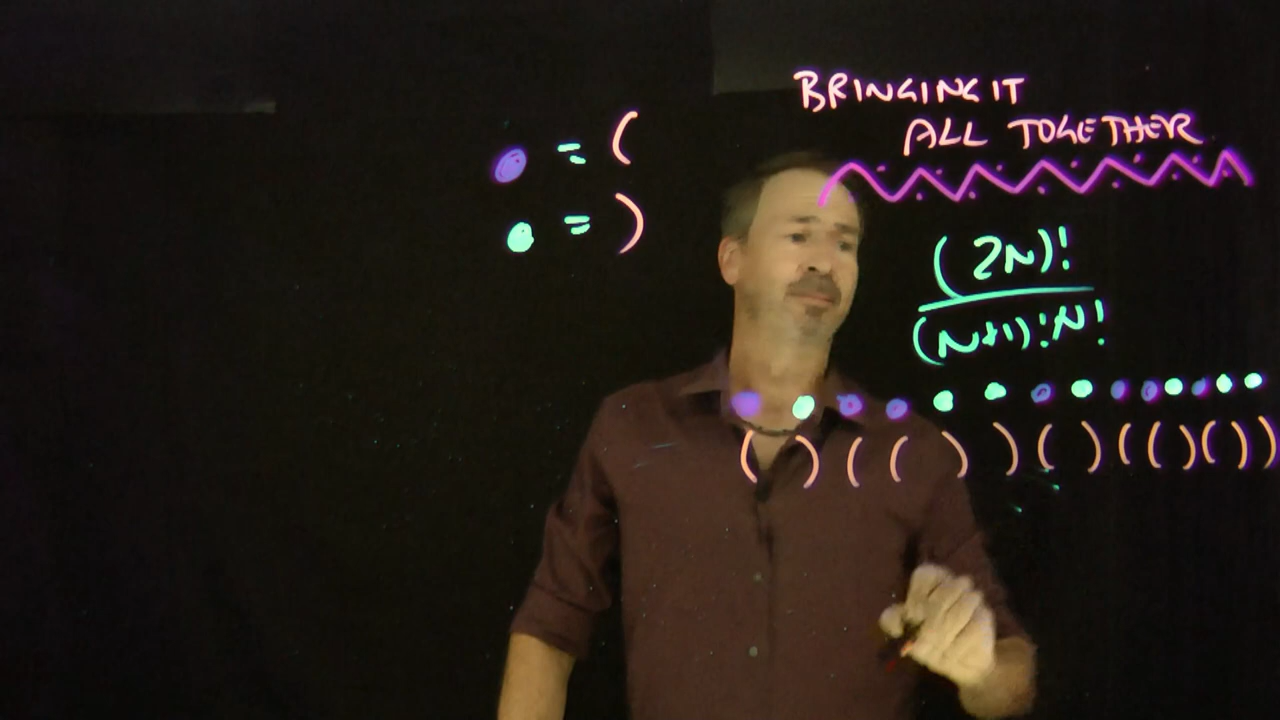 BRINGING IT
ALL TOGETHER
= (
= )
(2N)!
(N+1)!N!
( ) ( ( ) ) ( ) ( ( ) ( ) )